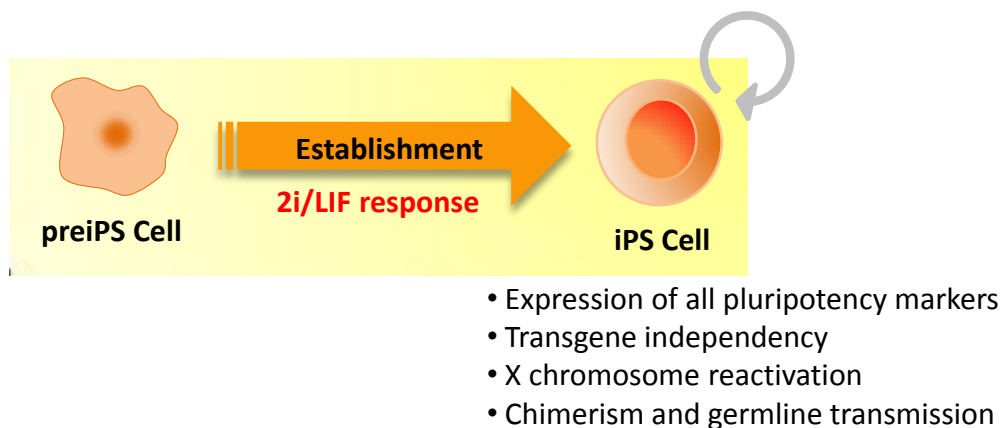 Establishment
2i/LIF response
preiPS Cell
iPS Cell
• Expression of all pluripotency markers
• Transgene independency
• X chromosome reactivation
• Chimerism and germline transmission